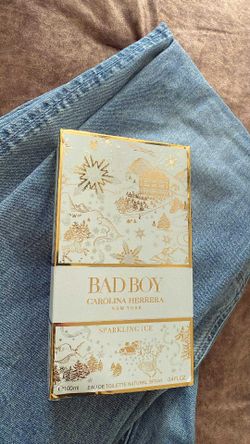 BAD BOY
CAROLINA HERRERA
NEW YORK
SPARKLING ICE
100ml EAU DE TOILETTE NATURAL SPRAY 3.4 FL.OZ.